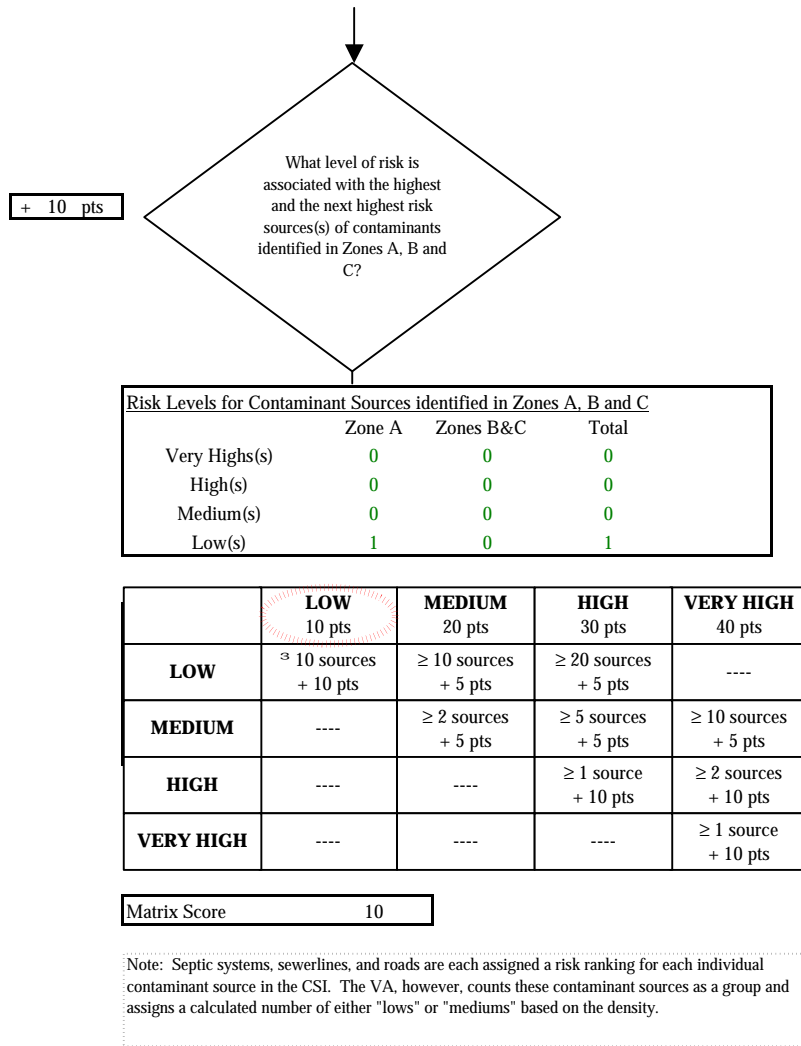 What level of risk is
associated with the highest
and the next highest risk
sources(s) of contaminants
identified in Zones A, B and
C?
+ 10 pts
Risk Levels for Contaminant Sources identified in Zones A, B and C
Zone A Zones B&C Total
Very Highs(s) 0 0 0
High(s) 0 0 0
Medium(s) 0 0 0
Low(s) 1 0 1
LOW MEDIUM HIGH VERY HIGH
10 pts 20 pts 30 pts 40 pts
LOW ³ 10 sources ≥ 10 sources ≥ 20 sources ----
+ 10 pts + 5 pts + 5 pts
MEDIUM ---- ≥ 2 sources ≥ 5 sources ≥ 10 sources
+ 5 pts + 5 pts + 5 pts
HIGH ---- ---- ≥ 1 source ≥ 2 sources
+ 10 pts + 10 pts
VERY HIGH ---- ---- ---- ≥ 1 source
+ 10 pts
Matrix Score 10
Note: Septic systems, sewerlines, and roads are each assigned a risk ranking for each individual
contaminant source in the CSI. The VA, however, counts these contaminant sources as a group and
assigns a calculated number of either "lows" or "mediums" based on the density.